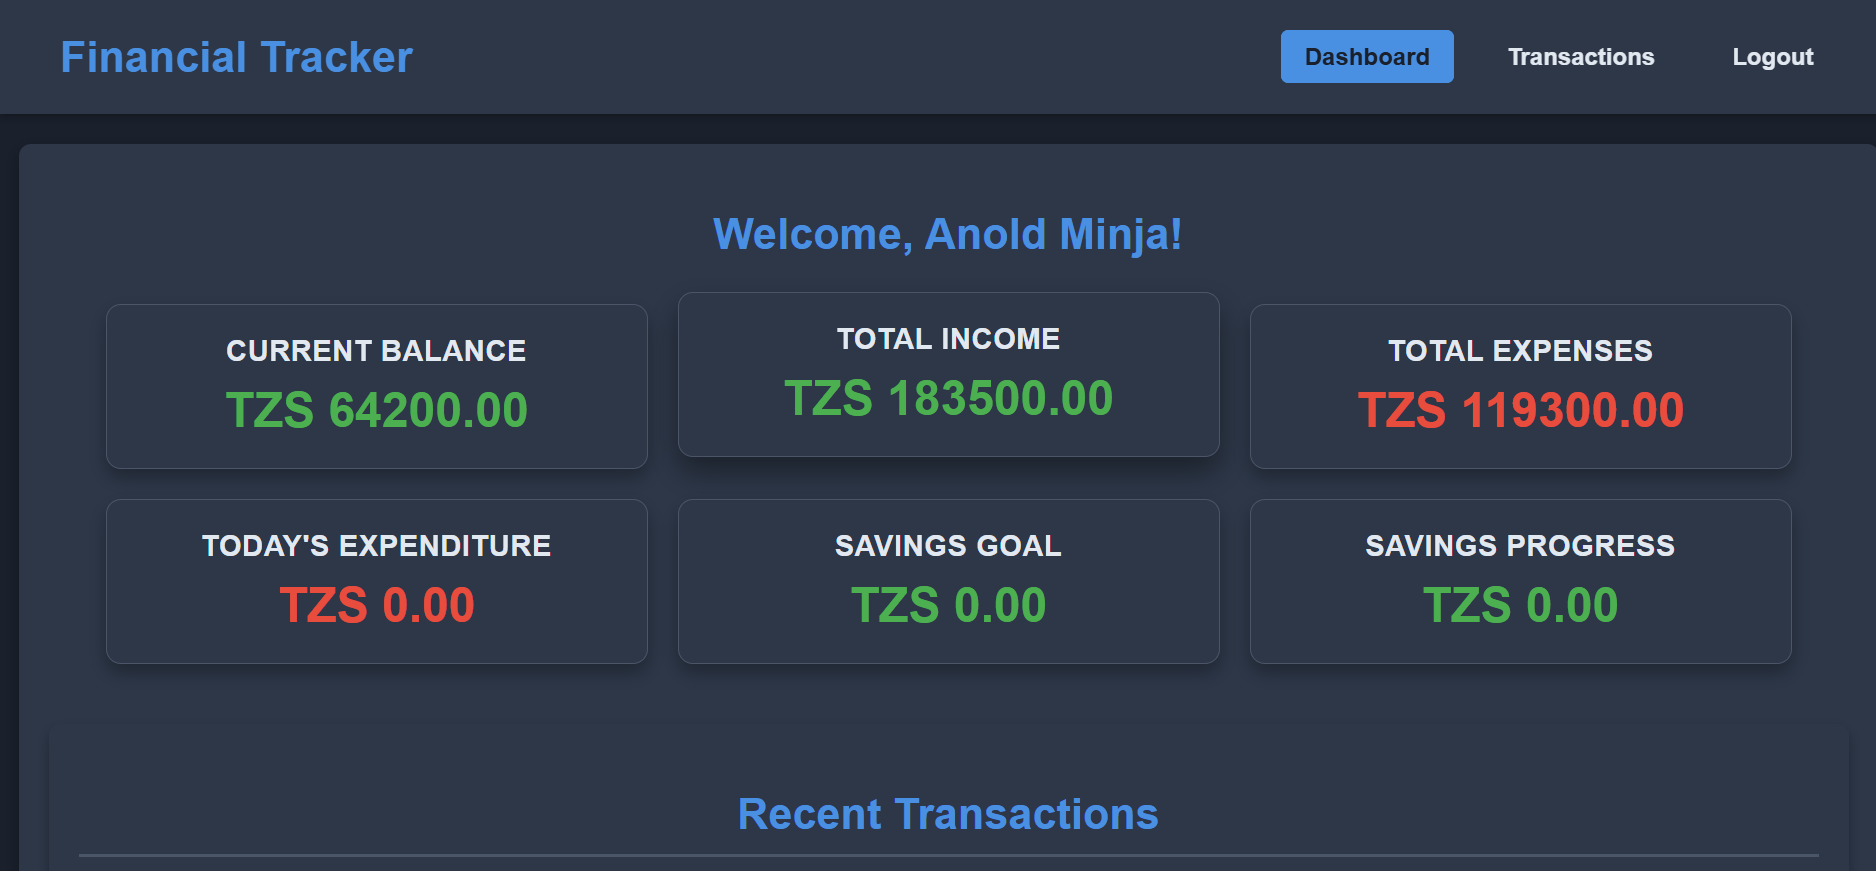 Financial Tracker
Dashboard
Transactions
Logout
Welcome, Anold Minja!
CURRENT BALANCE
TZS 64200.00
TOTAL INCOME
TZS 183500.00
TOTAL EXPENSES
TZS 119300.00
TODAY'S EXPENDITURE
TZS 0.00
SAVINGS GOAL
TZS 0.00
SAVINGS PROGRESS
TZS 0.00
Recent Transactions